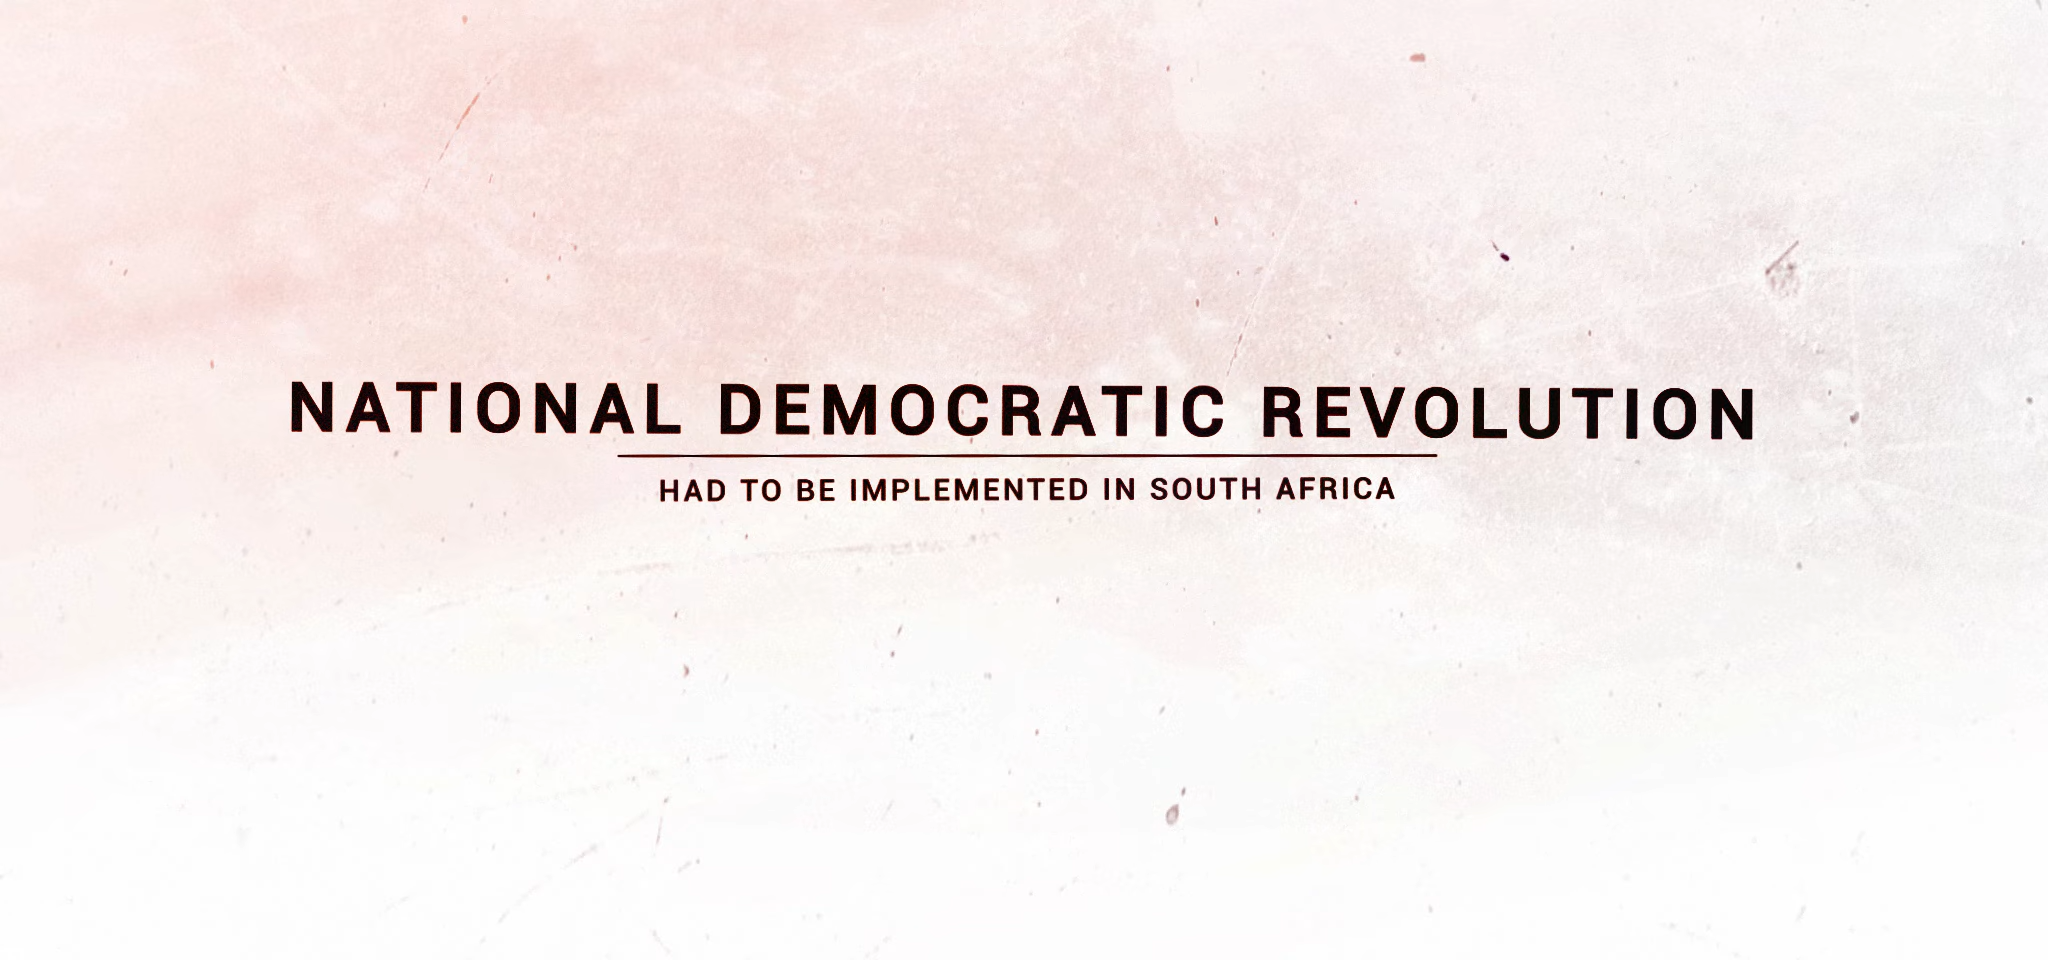 NATIONAL DEMOCRATIC REVOLUTION
HAD TO BE IMPLEMENTED IN SOUTH AFRICA